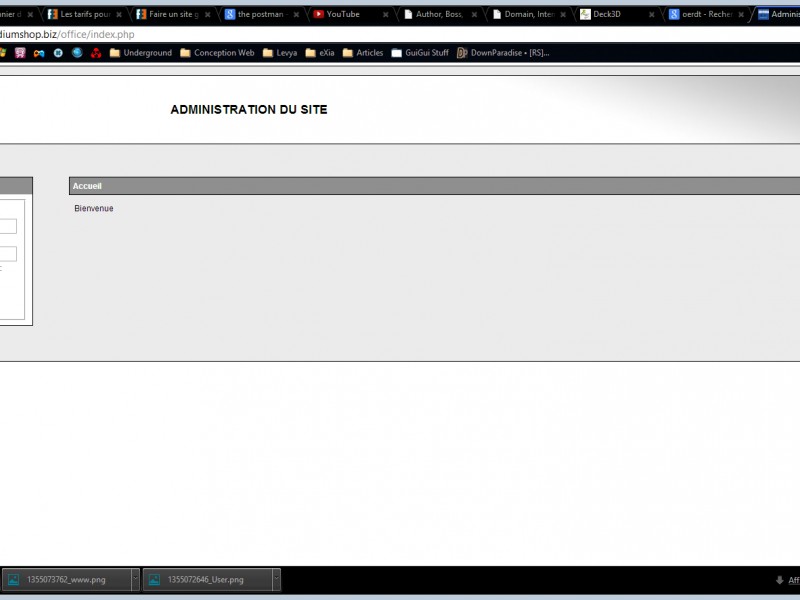 nnier d Les tarifs pour Faire un site g the postman - YouTube Author, Boss, Domain, Inter Deck3D oerdt - Recher Adminis
diumshop.biz/office/index.php
Underground Conception Web Levya eXia Articles GuiGui Stuff DownParadise • [RS]...
ADMINISTRATION DU SITE
Accueil
Bienvenue
1355073762_www.png 1355072646_User.png Aff